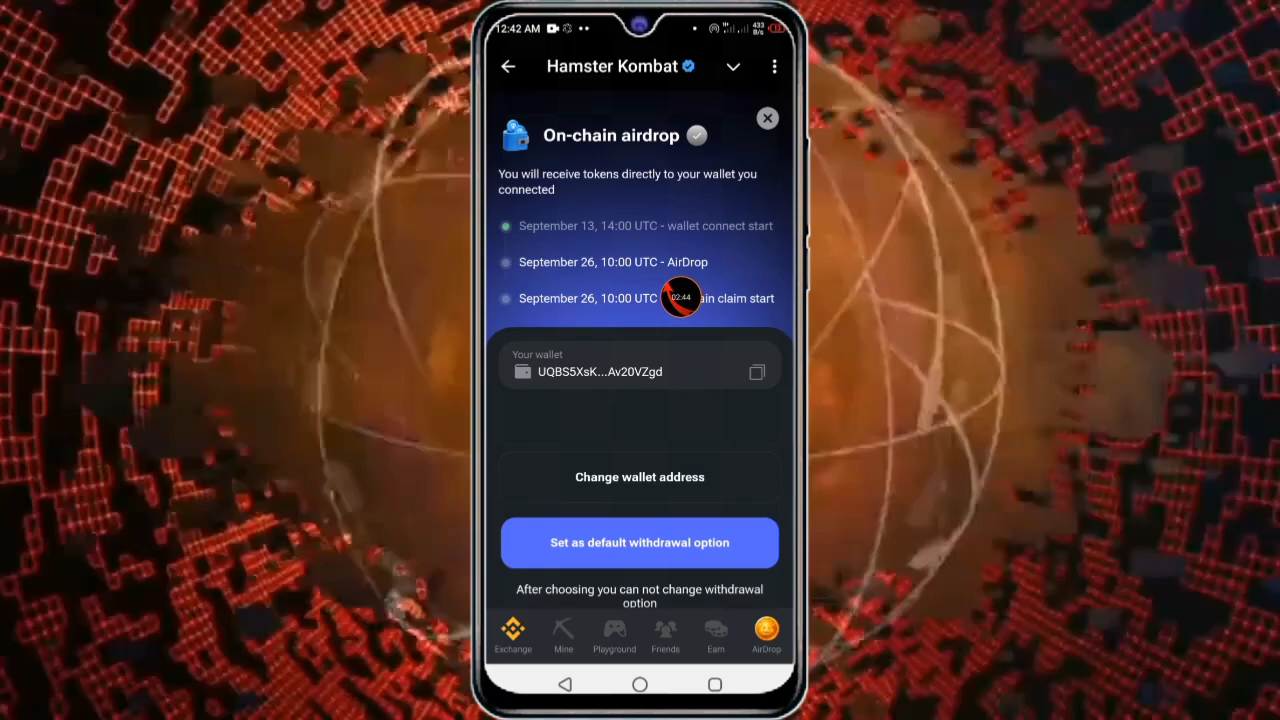 12:42 AM
433
B/s
Hamster Kombat
On-chain airdrop
You will receive tokens directly to your wallet you
connected
September 13, 14:00 UTC - wallet connect start
September 26, 10:00 UTC - AirDrop
September 26, 10:00 UTC
02:44
ain claim start
Your wallet
UQBS5XsK...Av20VZgd
Change wallet address
Set as default withdrawal option
After choosing you can not change withdrawal
option
Exchange
Mine
Playground
Friends
Earn
AirDrop